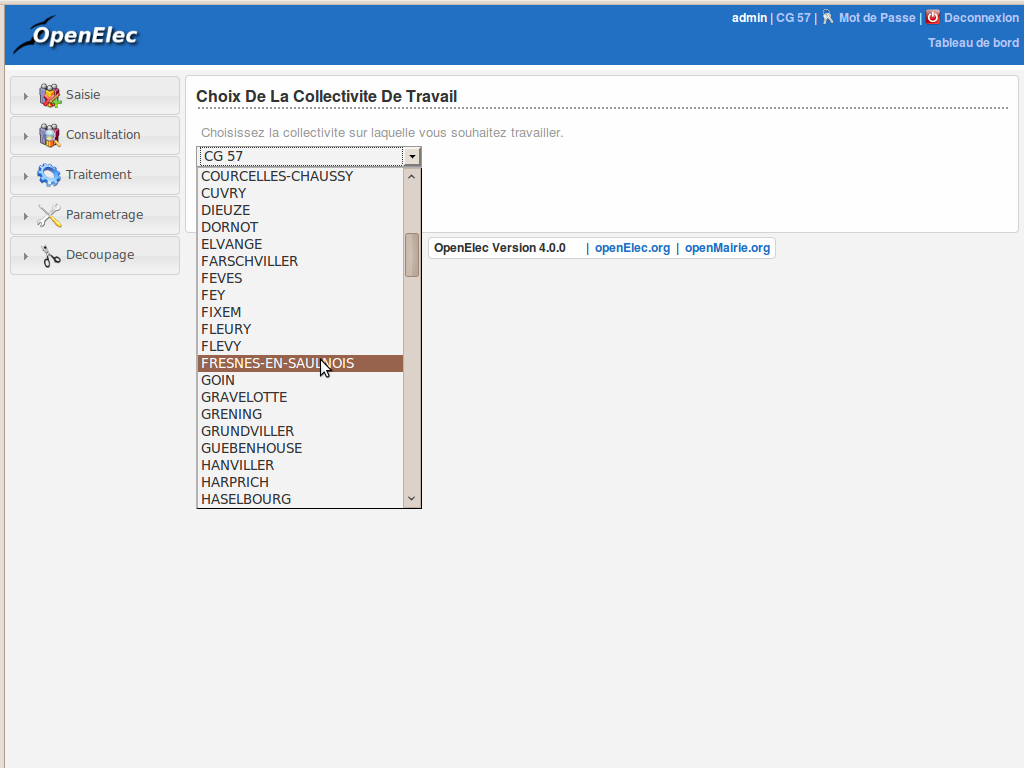 admin | CG 57 | Mot de Passe | Deconnexion
OpenElec
Tableau de bord
Saisie
Consultation
Traitement
Parametrage
Decoupage
Choix De La Collectivite De Travail
Choisissez la collectivite sur laquelle vous souhaitez travailler.
CG 57
COURCELLES-CHAUSSY
CUVRY
DIEUZE
DORNOT
ELVANGE
FARSCHVILLER
FEVES
FEY
FIXEM
FLEURY
FLEVY
FRESNES-EN-SAULNOIS
GOIN
GRAVELOTTE
GRENING
GRUNDVILLER
GUEBENHOUSE
HANVILLER
HARPRICH
HASELBOURG
OpenElec Version 4.0.0 | openElec.org | openMairie.org